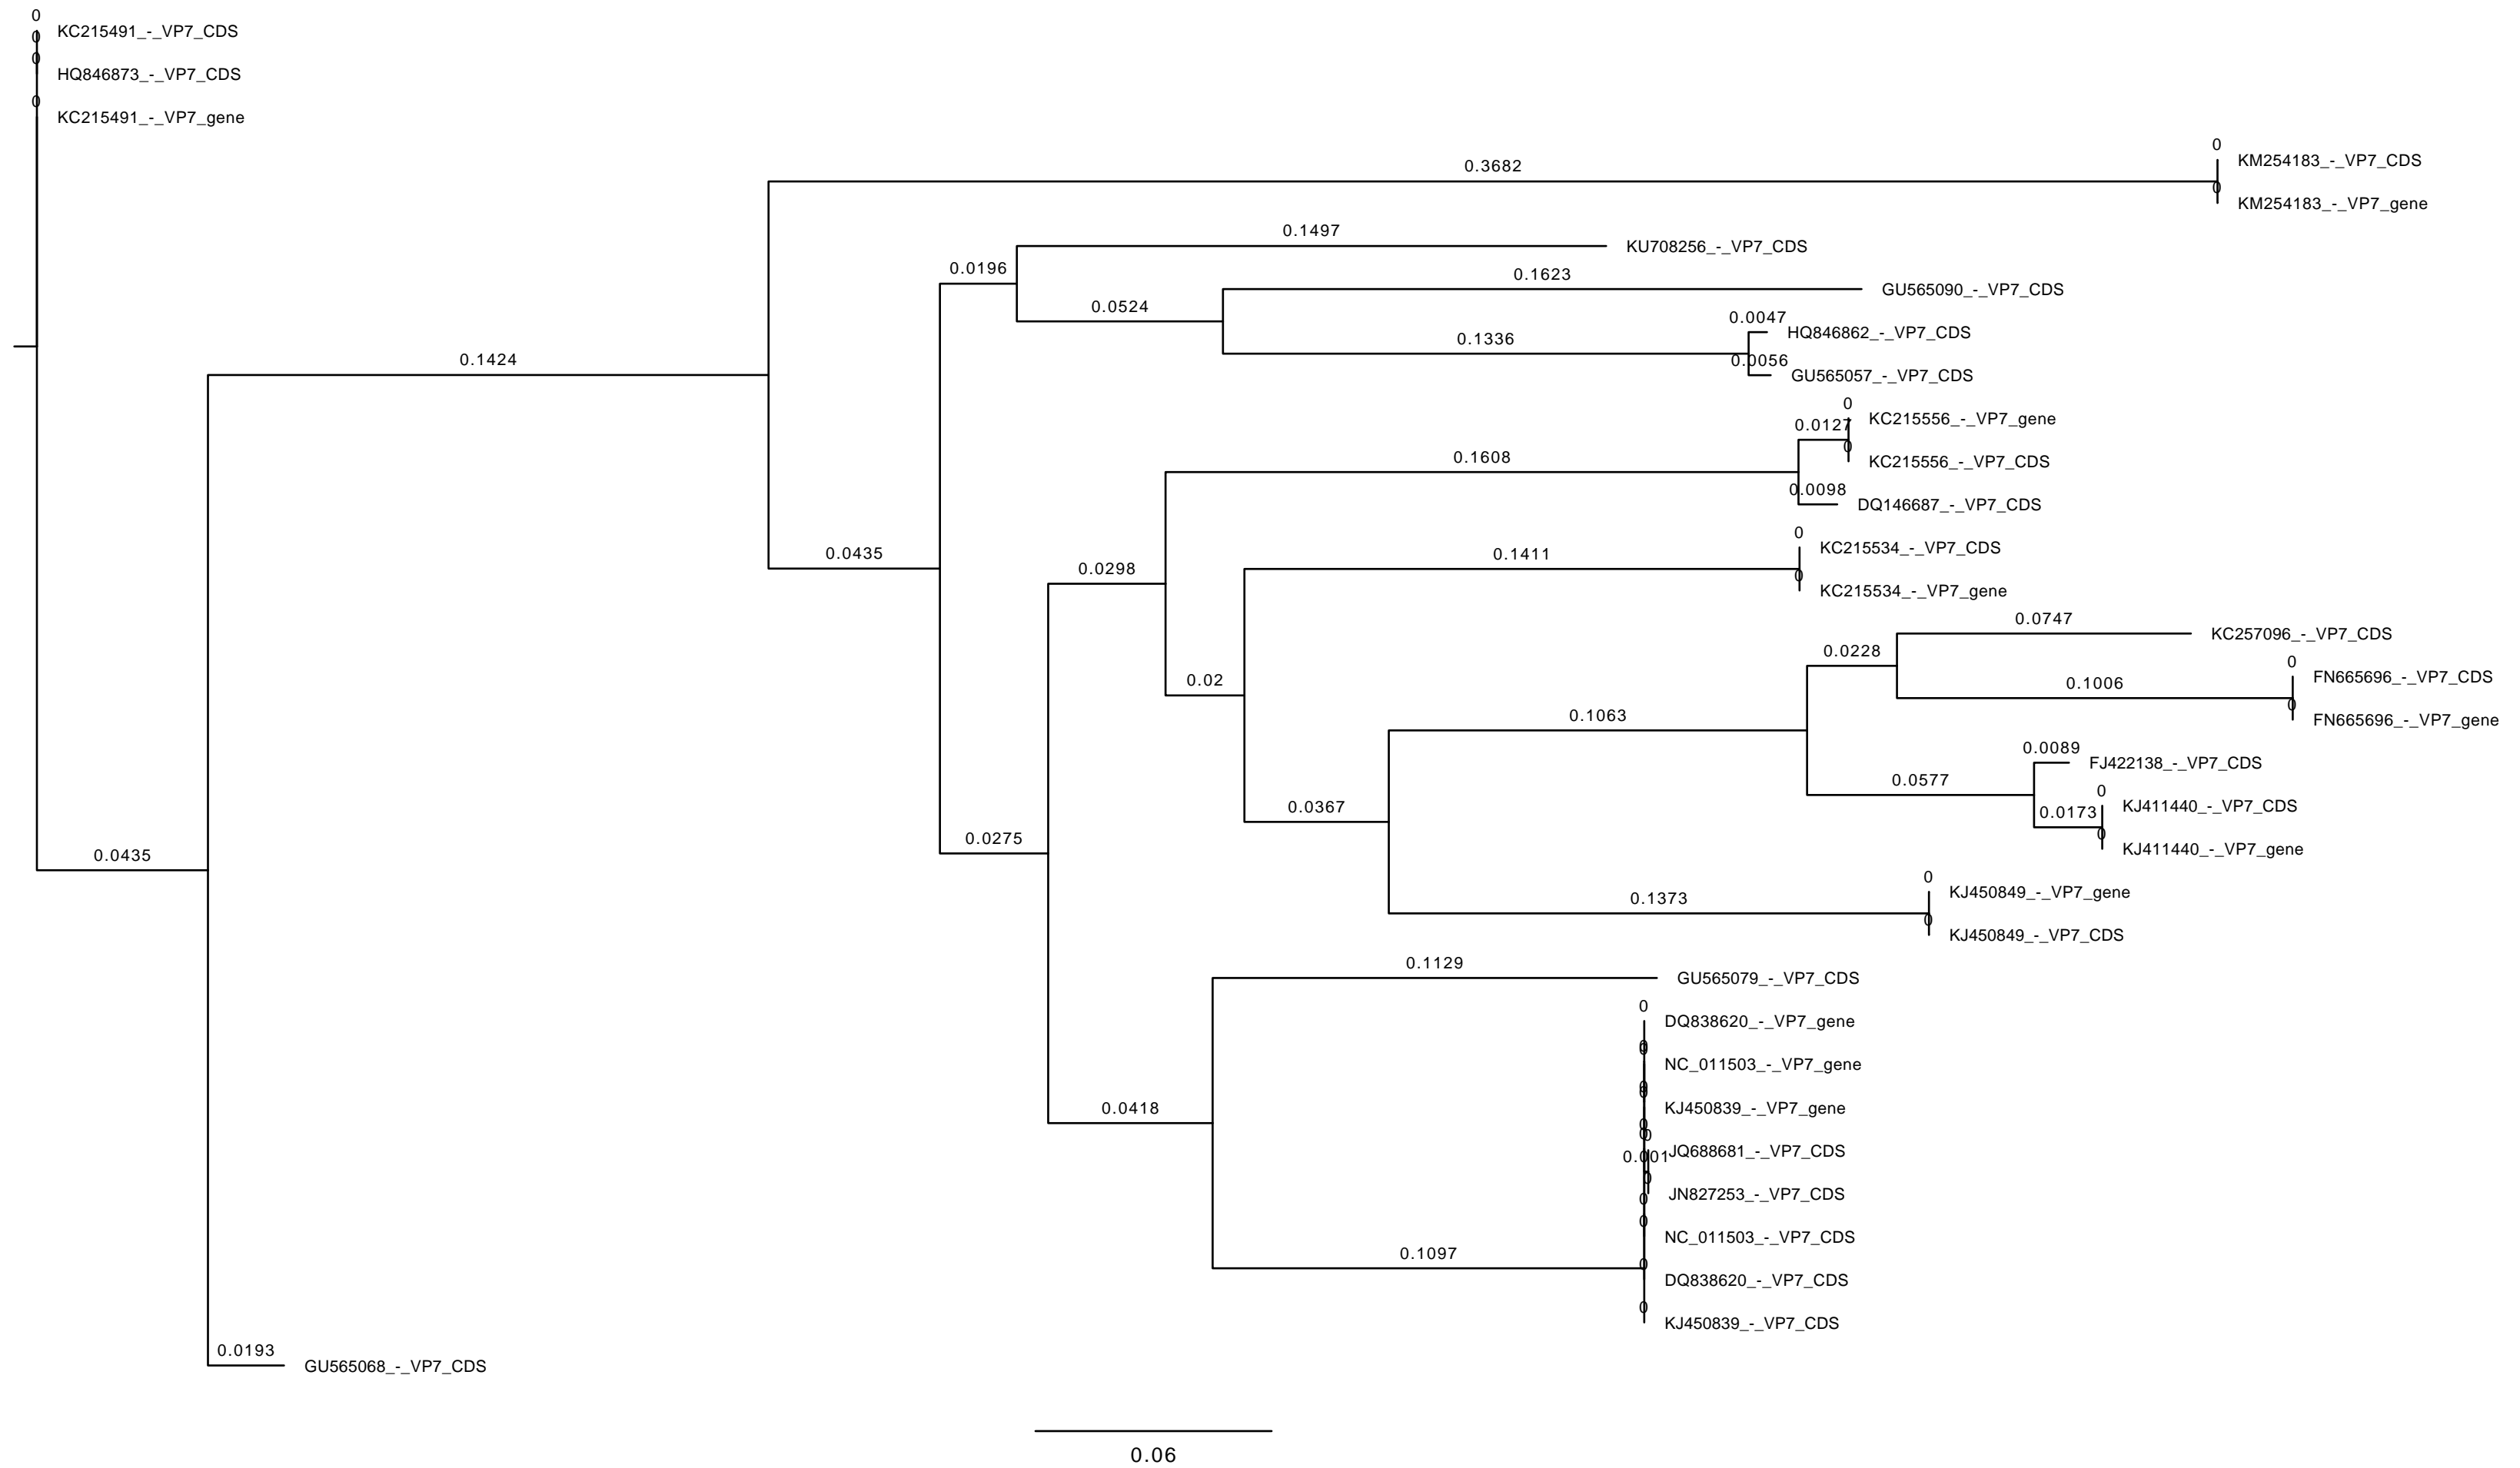 0
KC215491_-_VP7_CDS
0
0
HQ846873_-_VP7_CDS
0
KC215491_-_VP7_gene
0
KM254183_-_VP7_CDS
0.3682
0
KM254183_-_VP7_gene
0.1497
KU708256_-_VP7_CDS
0.0196
0.1623
GU565090_-_VP7_CDS
0.0524
0.0047
HQ846862_-_VP7_CDS
0.1336
0.0056
GU565057_-_VP7_CDS
0.1424
0
KC215556_-_VP7_gene
0.0127
0
KC215556_-_VP7_CDS
0.1608
0.0098
DQ146687_-_VP7_CDS
0
KC215534_-_VP7_CDS
0.0435
0.1411
0.0298
0
KC215534_-_VP7_gene
0.0747
KC257096_-_VP7_CDS
0.0228
0
FN665696_-_VP7_CDS
0.02
0.1006
0
FN665696_-_VP7_gene
0.1063
0.0089
FJ422138_-_VP7_CDS
0.0577
0
KJ411440_-_VP7_CDS
0.0367
0.0173
0
KJ411440_-_VP7_gene
0.0275
0.0435
0
KJ450849_-_VP7_gene
0.1373
0
KJ450849_-_VP7_CDS
0.1129
GU565079_-_VP7_CDS
0
DQ838620_-_VP7_gene
0
0
NC_011503_-_VP7_gene
0
0
KJ450839_-_VP7_gene
0.0418
0
0
0
JQ688681_-_VP7_CDS
0.001
0
JN827253_-_VP7_CDS
0
0
NC_011503_-_VP7_CDS
0.1097
0
DQ838620_-_VP7_CDS
0
KJ450839_-_VP7_CDS
0.0193
GU565068_-_VP7_CDS
0.06